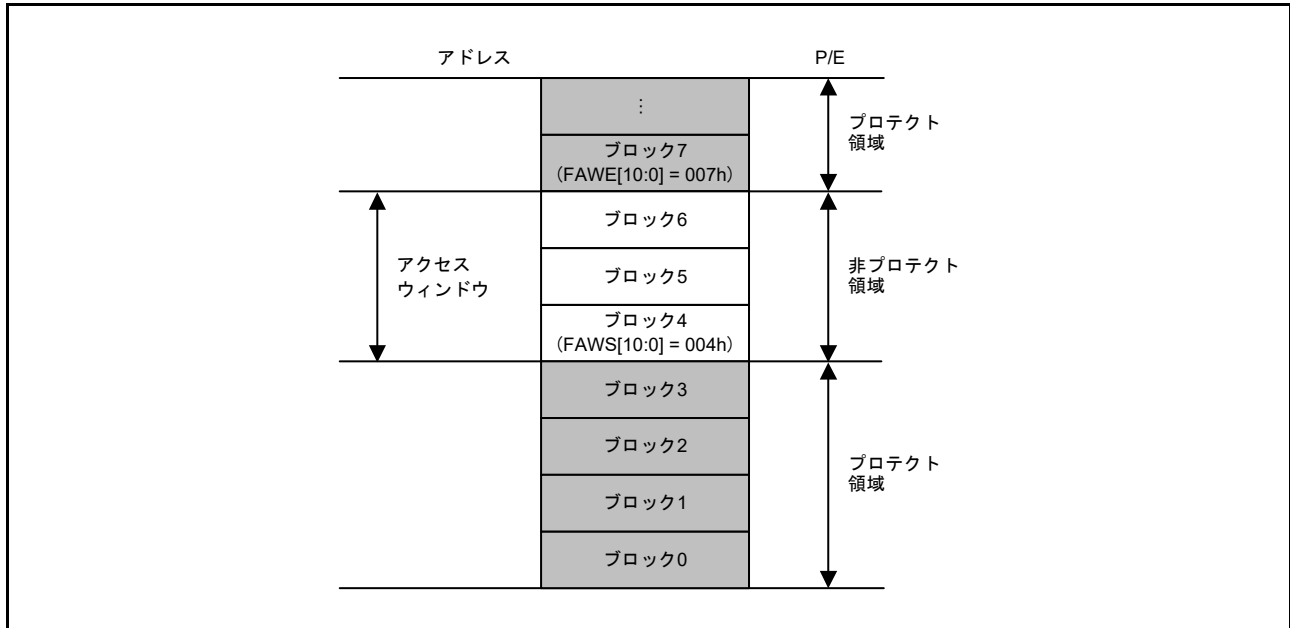 アドレス
P/E
⋮
ブロック7
（FAWE[10:0] = 007h）
プロテクト
領域
アクセス
ウィンドウ
ブロック6
ブロック5
ブロック4
（FAWS[10:0] = 004h）
非プロテクト
領域
ブロック3
ブロック2
ブロック1
ブロック0
プロテクト
領域